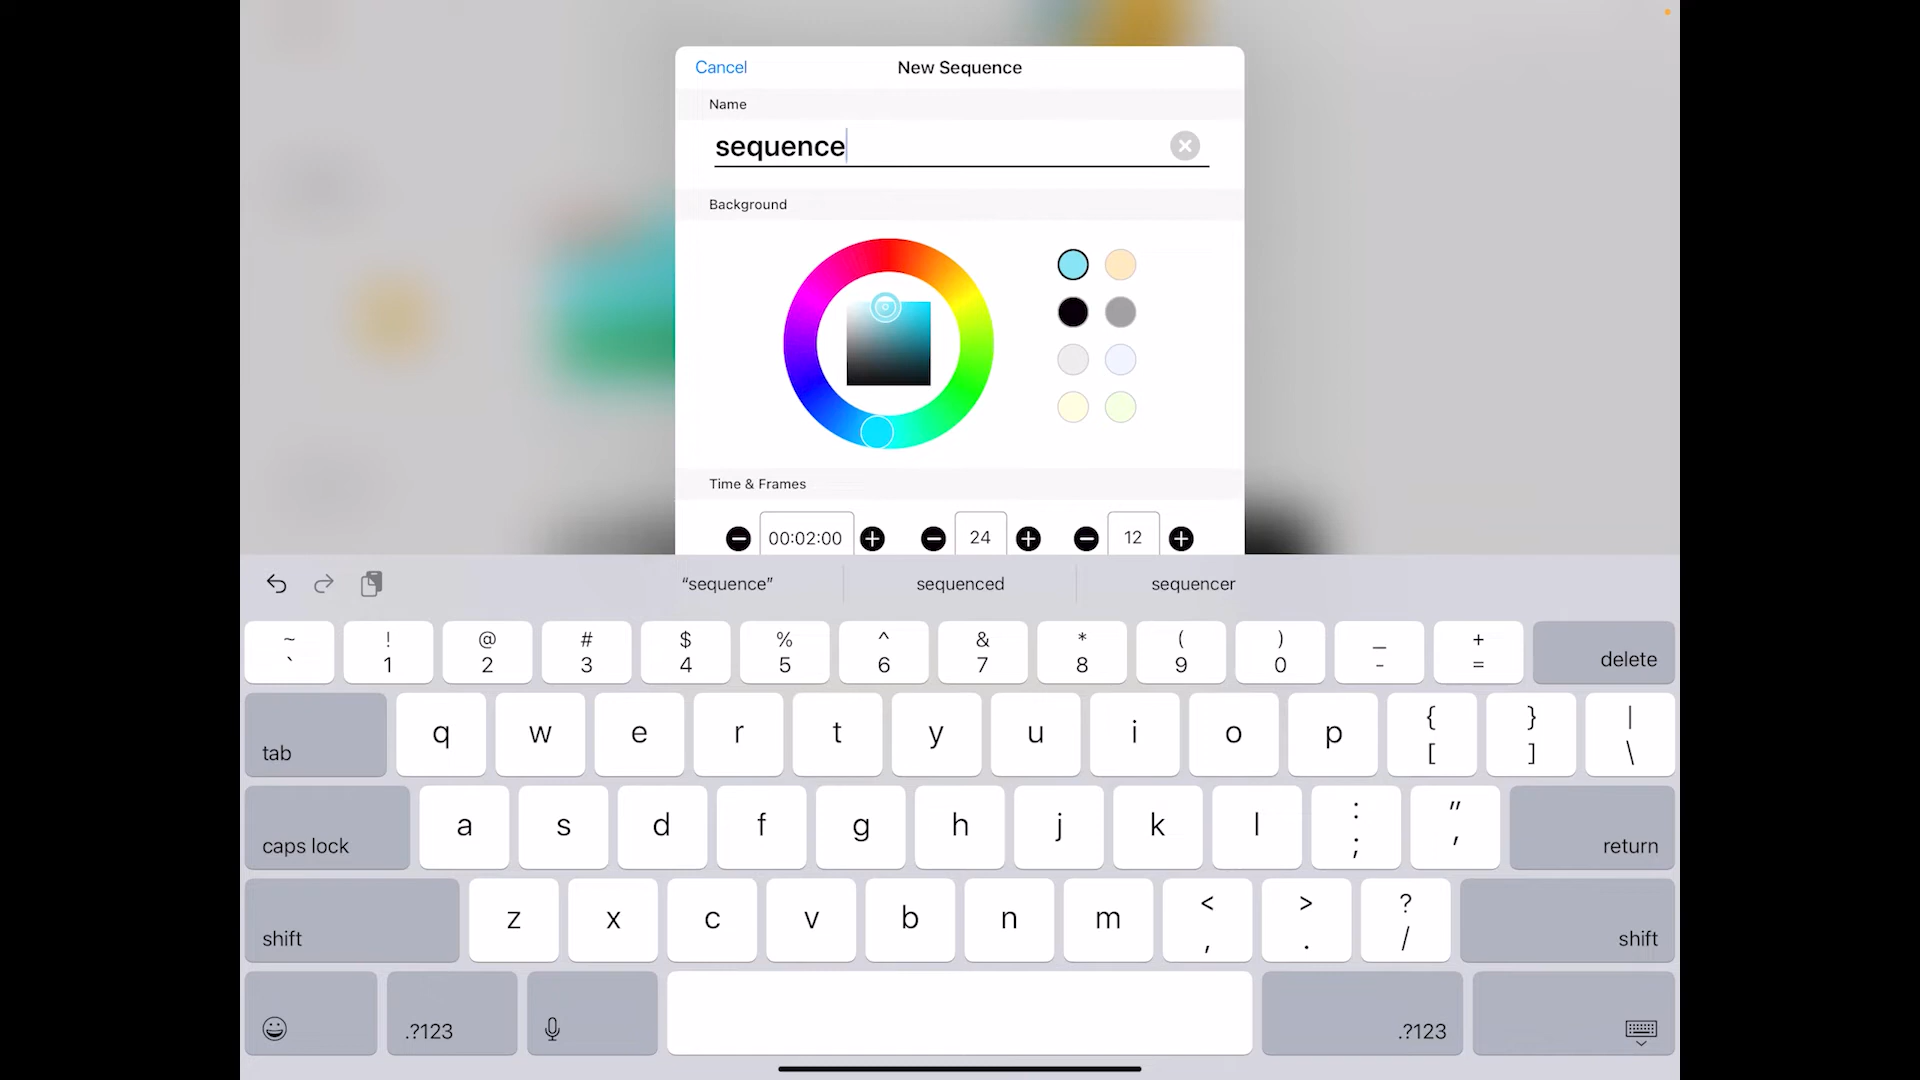 Cancel New Sequence
Name
sequence
Background
Time & Frames
00:02:00 24 12
“sequence” sequenced sequencer
~ ! @ # $ % ^ & * ( ) _ +
` 1 2 3 4 5 6 7 8 9 0 - = delete
tab q w e r t y u i o p { [ } ] | \
caps lock a s d f g h j k l : ; " ' return
shift z x c v b n m < , > . ? / shift
.?123 .?123